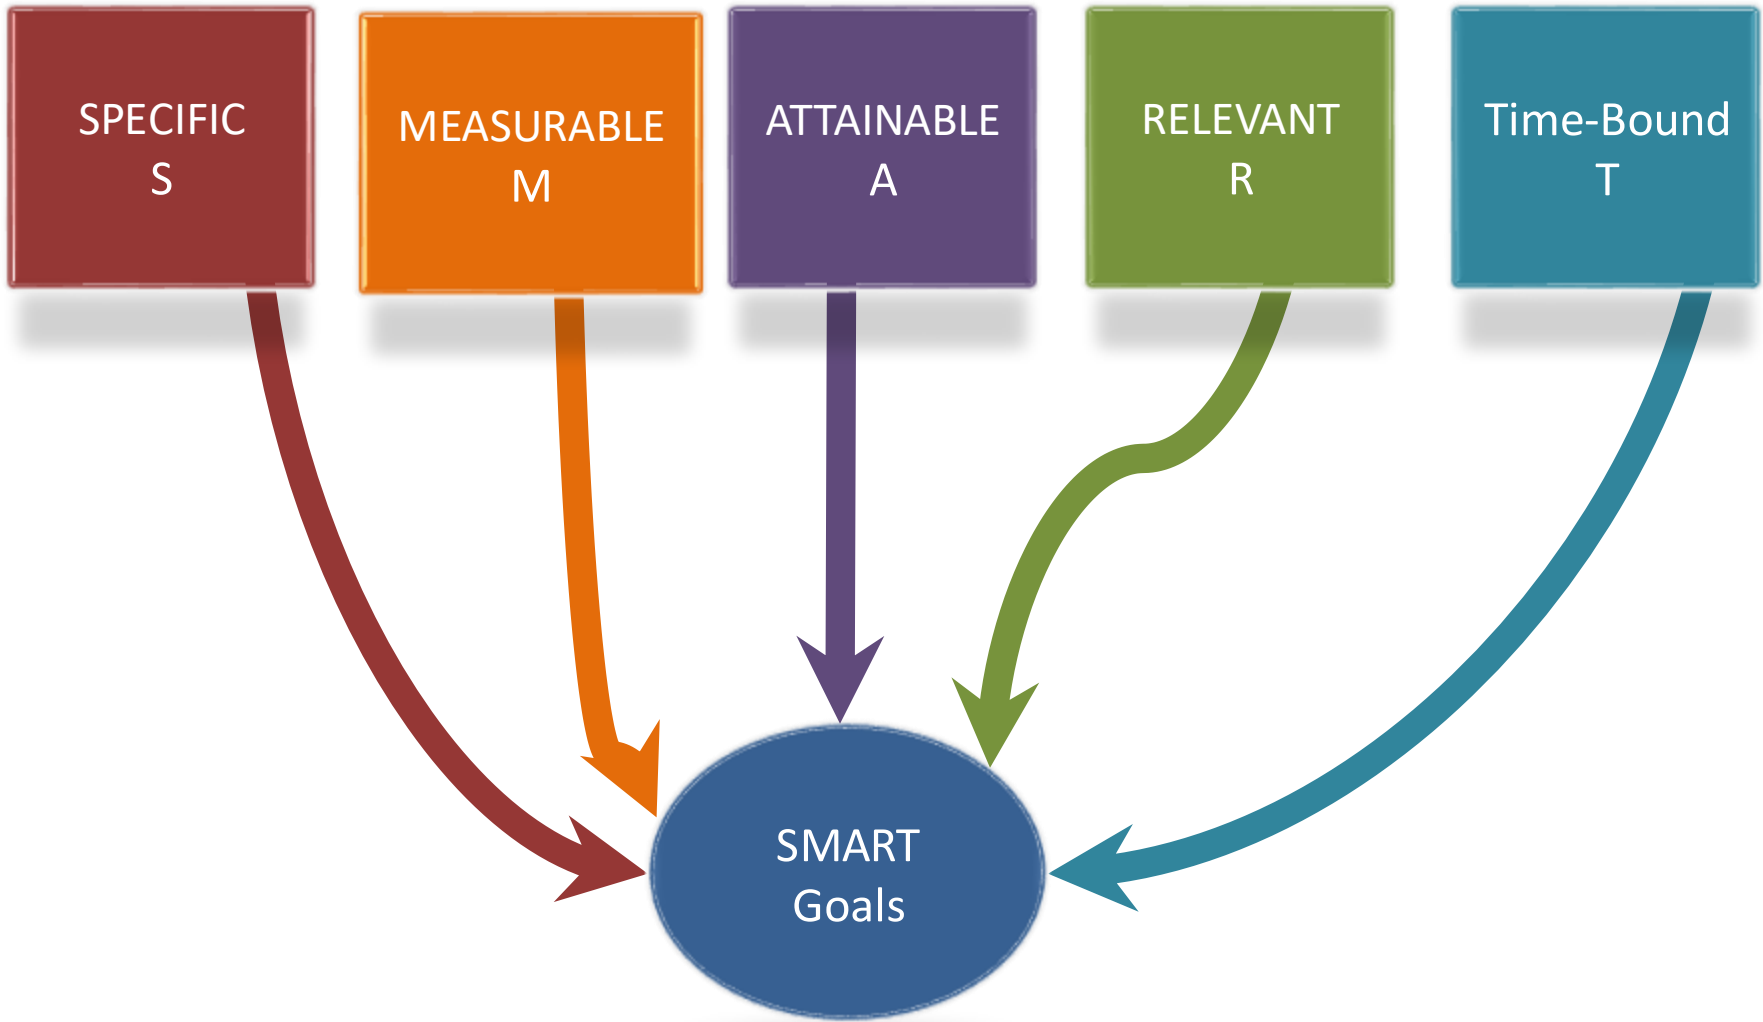 SPECIFIC
S
MEASURABLE
M
ATTAINABLE
A
RELEVANT
R
Time-Bound
T
SMART
Goals